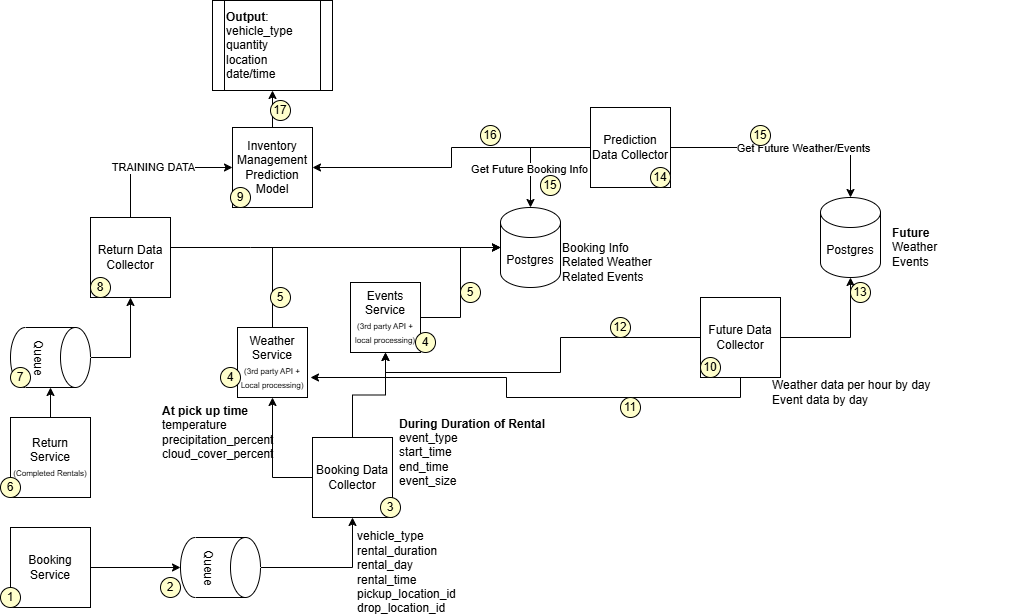 Output:
vehicle_type
quantity
location
date/time
17
Inventory
Management
Prediction
Model
9
TRAINING DATA
16
Prediction
Data Collector
14
15
Get Future Weather/Events
Get Future Booking Info
15
Return Data
Collector
8
Postgres
Booking Info
Related Weather
Related Events
Postgres
Future
Weather
Events
5
5
Events
Service
(3rd party API +
local processing)
4
13
12
Future Data
Collector
10
Weather
Service
(3rd party API +
Local processing)
4
Queue
7
Weather data per hour by day
Event data by day
11
At pick up time
temperature
precipitation_percent
cloud_cover_percent
During Duration of Rental
event_type
start_time
end_time
event_size
Return
Service
(Completed Rentals)
6
Booking Data
Collector
3
Booking
Service
1
Queue
2
vehicle_type
rental_duration
rental_day
rental_time
pickup_location_id
drop_location_id